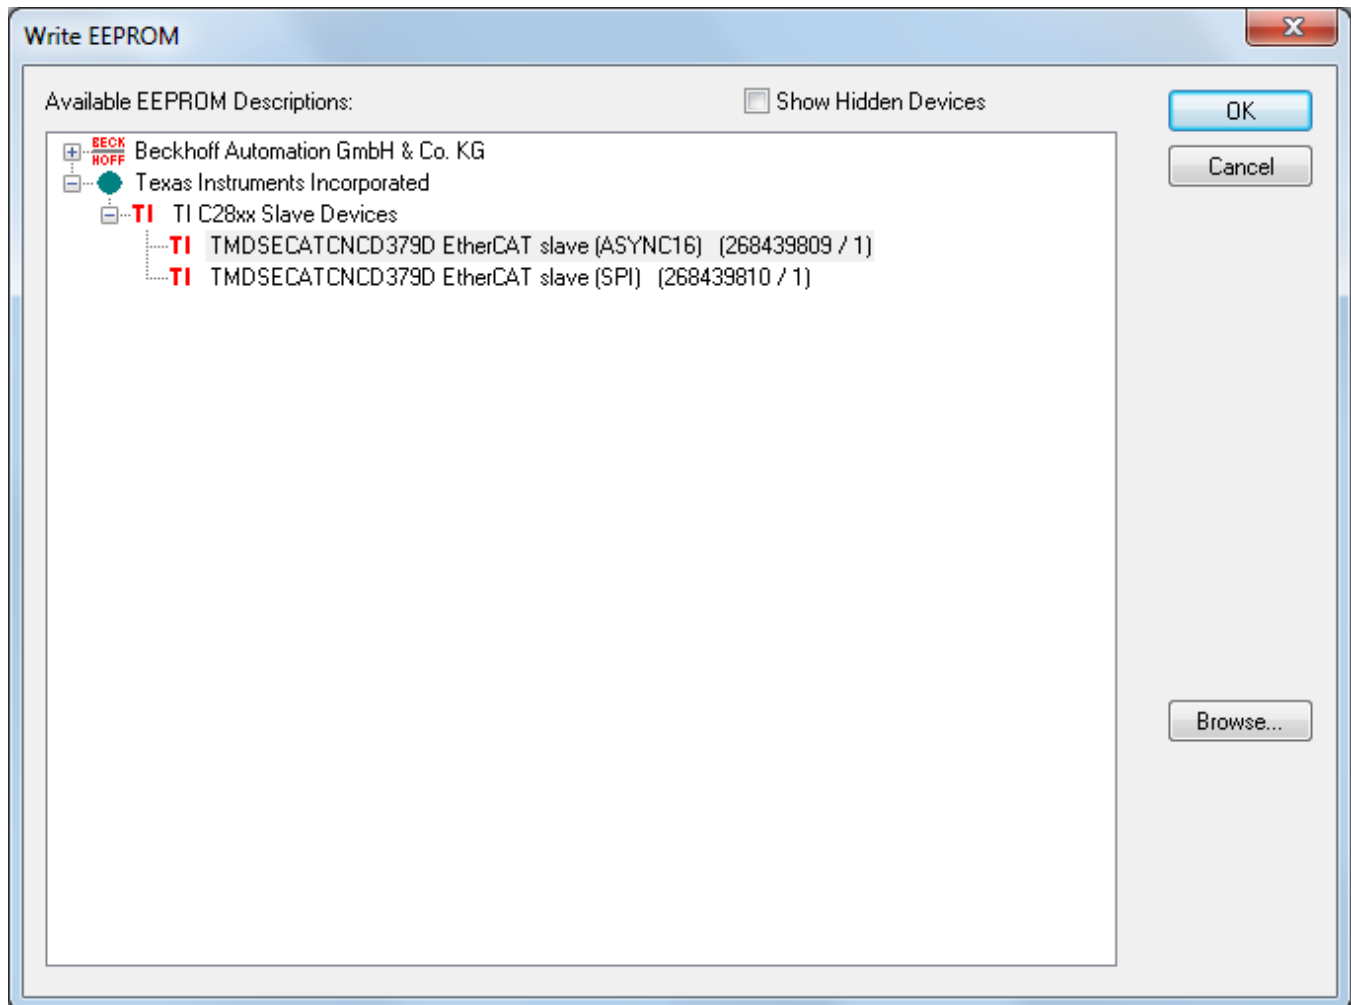 Write EEPROM
Available EEPROM Descriptions:
Show Hidden Devices
OK
BECK
HOFF
Beckhoff Automation GmbH & Co. KG
Cancel
Texas Instruments Incorporated
TI TI C28xx Slave Devices
TI TMDSECATCNCD379D EtherCAT slave (ASYNC16) (268439809 / 1)
TI TMDSECATCNCD379D EtherCAT slave (SPI) (268439810 / 1)
Browse...